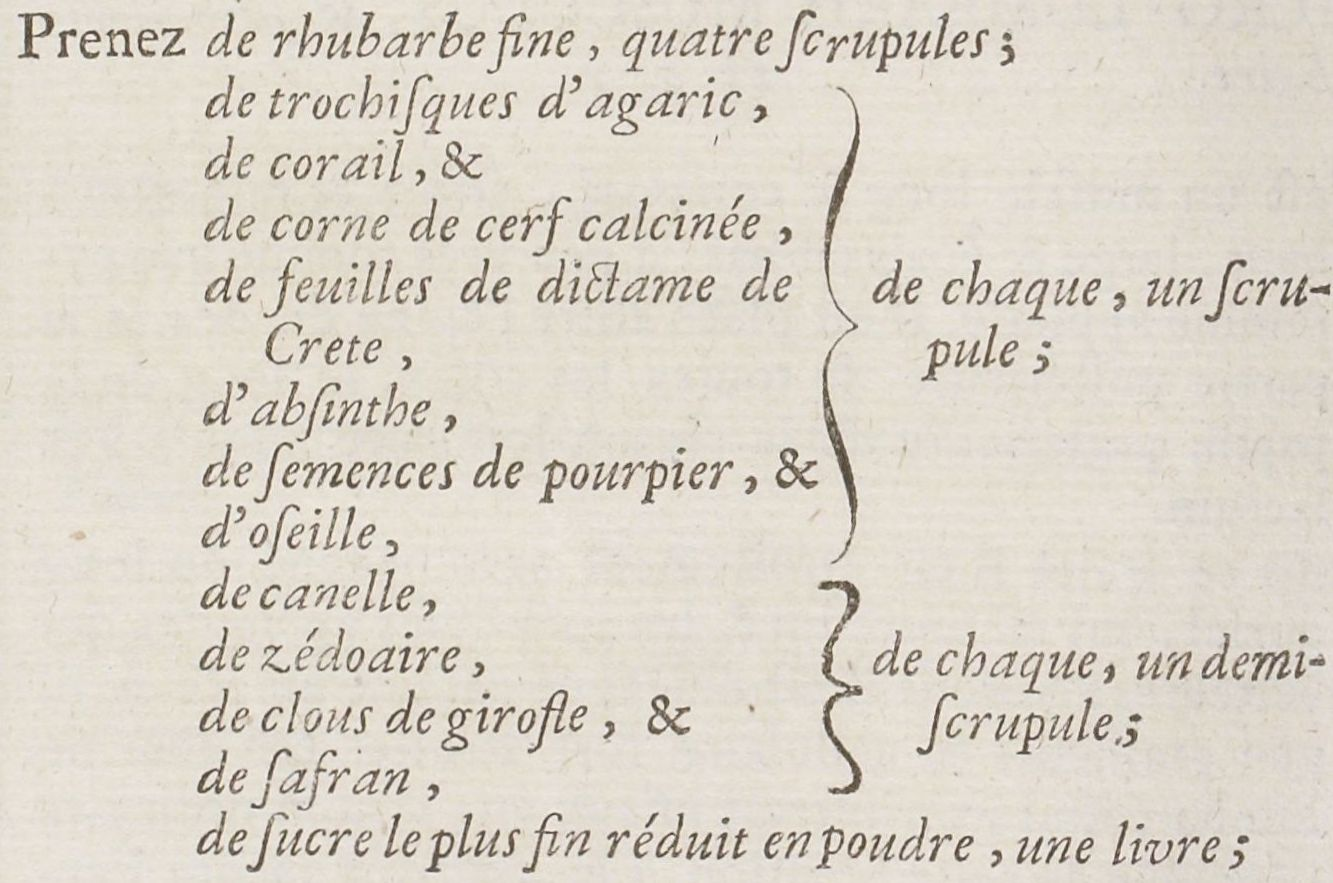 Prenez de rhubarbe fine, quatre ſcrupules;
de trochiſques d'agaric,
de corail, &
de corne de cerf calcinée,
de feuilles de dictame de
Crete,
d'abſinthe,
de ſemences de pourpier, &
d'oſeille,
de chaque, un ſcru-
pule;
de canelle,
de zédoaire,
de clous de girofle, &
de ſafran,
de chaque, un demi-
ſcrupule;
de ſucre le plus fin réduit en poudre, une livre;